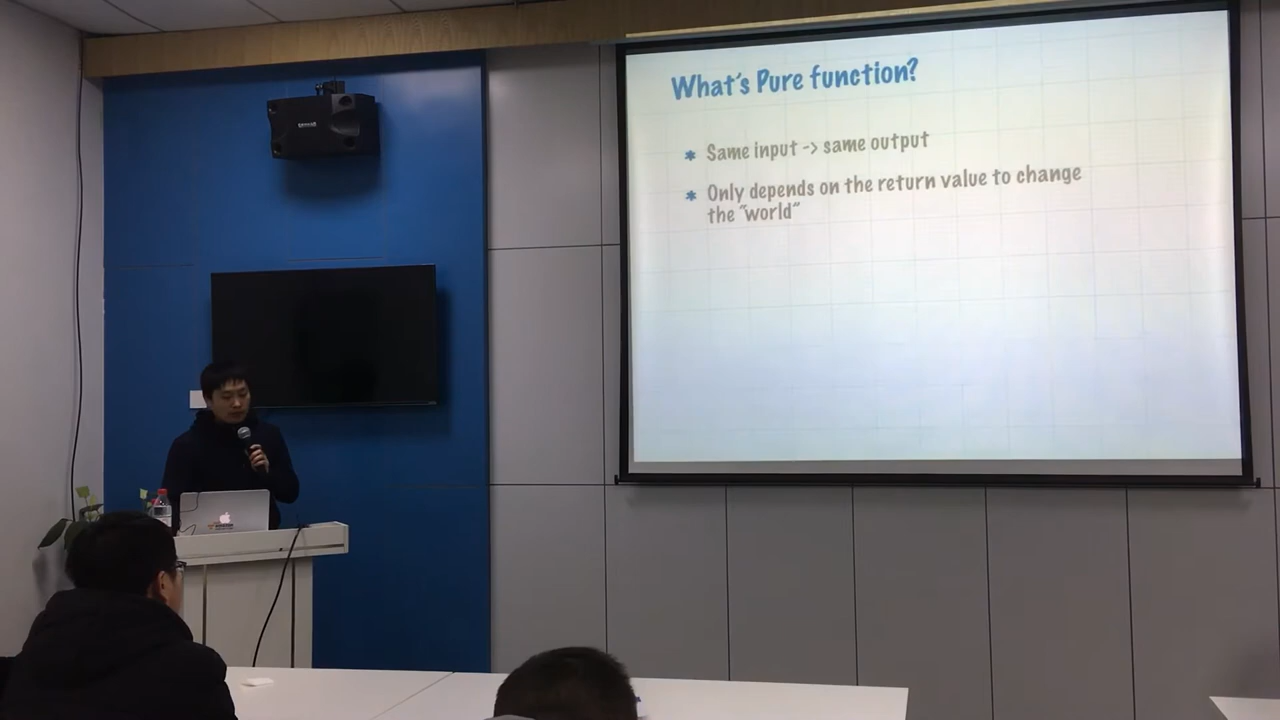 What's Pure function?
Same input -> same output
Only depends on the return value to change
the "world"